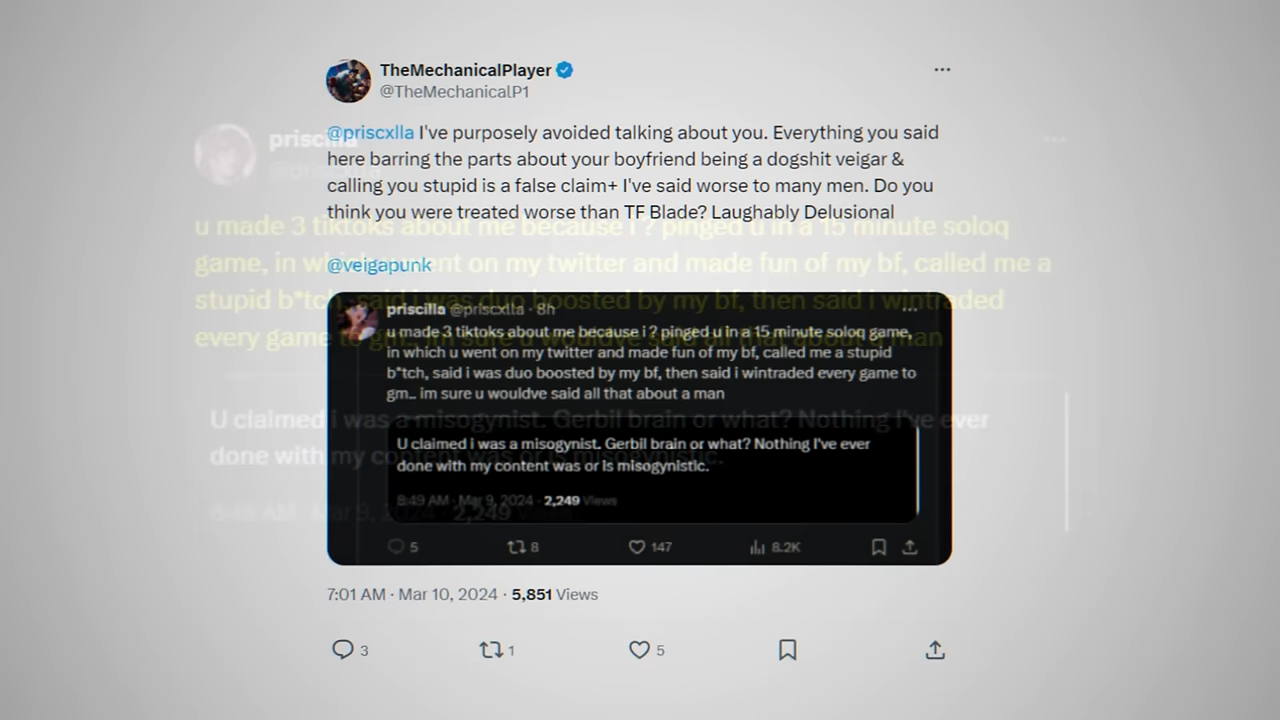 TheMechanicalPlayer
@TheMechanicalP1
@priscxlla I've purposely avoided talking about you. Everything you said
here barring the parts about your boyfriend being a dogshit veigar &
calling you stupid is a false claim+ I've said worse to many men. Do you
think you were treated worse than TF Blade? Laughably Delusional
@veigapunk
priscilla @priscxlla · 8h
u made 3 tiktoks about me because i ? pinged u in a 15 minute soloq game,
in which u went on my twitter and made fun of my bf, called me a stupid
b*tch, said i was duo boosted by my bf, then said i wintraded every game to
gm.. im sure u wouldve said all that about a man
U claimed i was a misogynist. Gerbil brain or what? Nothing I've ever
done with my content was or is misogynistic.
8:49 AM · Mar 9, 2024 · 2,249 Views
5 8 147 8.2K
7:01 AM · Mar 10, 2024 · 5,851 Views
3 1 5